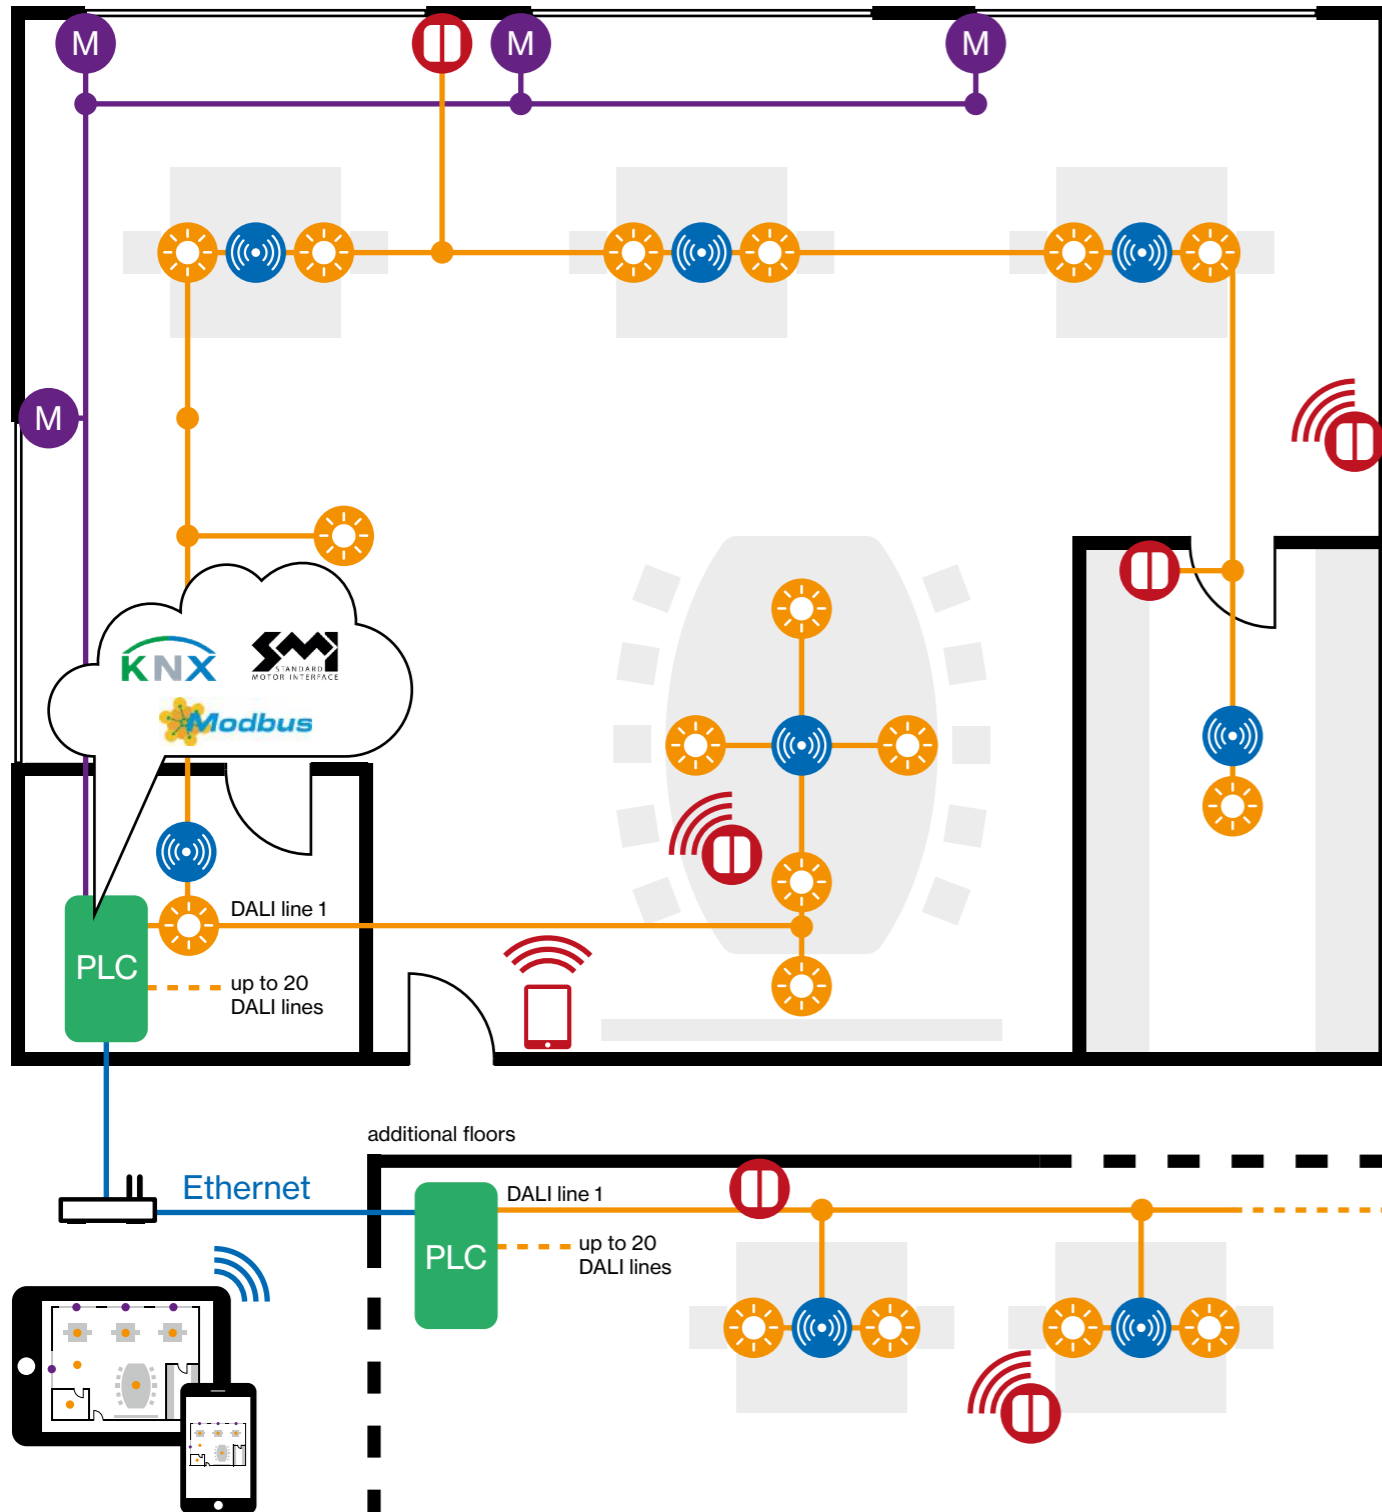 M
M
M
M
KNX
SMI
STANDARD
MOTOR INTERFACE
Modbus
DALI line 1
PLC
up to 20
DALI lines
additional floors
Ethernet
DALI line 1
PLC
up to 20
DALI lines